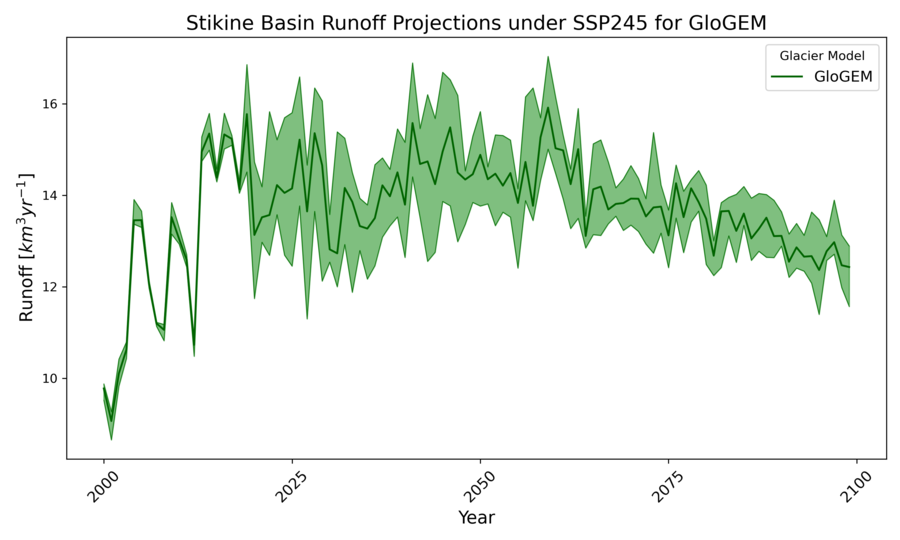 Stikine Basin Runoff Projections under SSP245 for GloGEM
Glacier Model
GloGEM
Runoff [km³yr⁻¹]
16
14
12
10
2000
2025
2050
2075
2100
Year